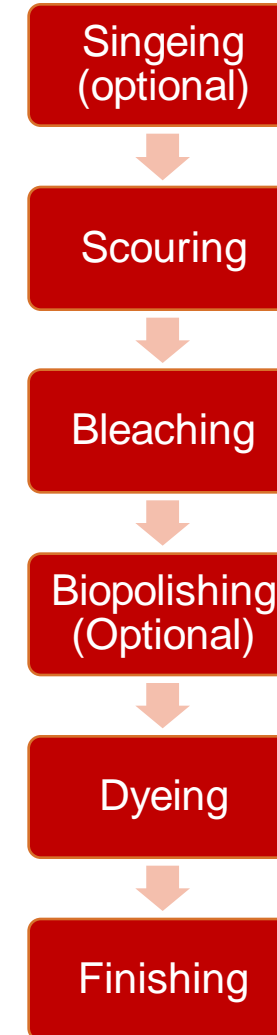 Singeing
(optional)
Scouring
Bleaching
Biopolishing
(Optional)
Dyeing
Finishing